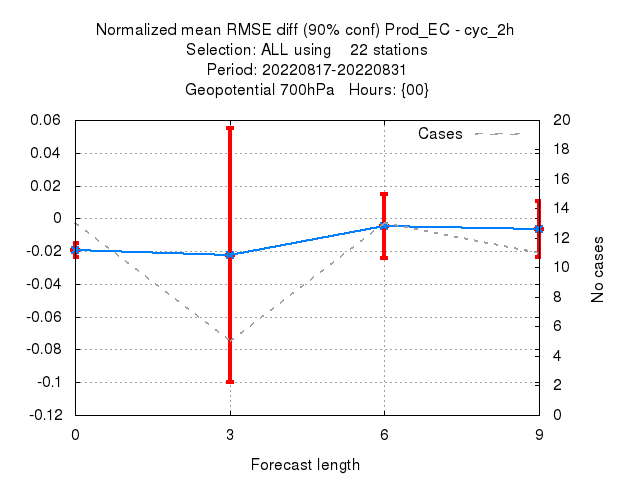 Normalized mean RMSE diff (90% conf) Prod_EC - cyc_2h
Selection: ALL using    22 stations
Period: 20220817-20220831
Geopotential 700hPa   Hours: {00}
Cases
0.06
0.04
0.02
0
-0.02
-0.04
-0.06
-0.08
-0.1
-0.12
20
18
16
14
12
10
8
6
4
2
0
No cases
0 3 6 9
Forecast length